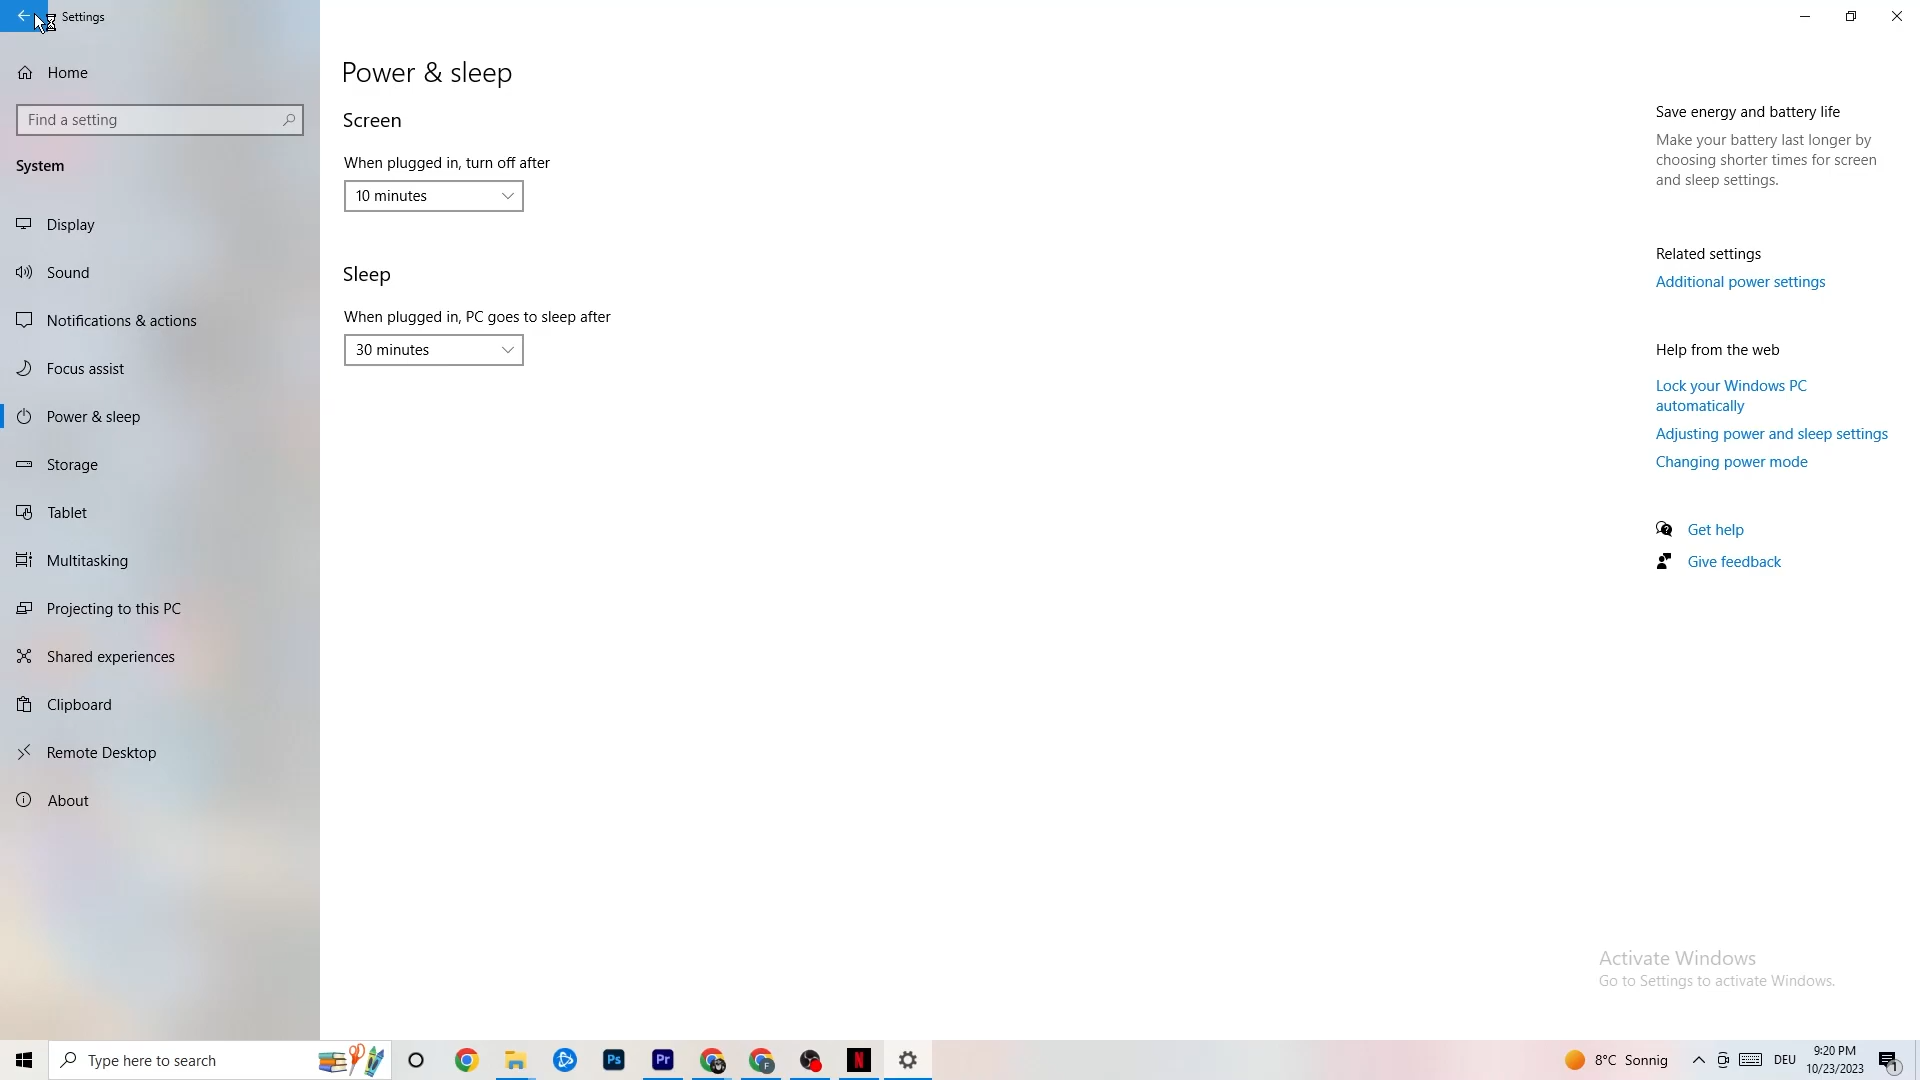 Settings
Home
Find a setting
System
Display
Sound
Notifications & actions
Focus assist
Power & sleep
Storage
Tablet
Multitasking
Projecting to this PC
Shared experiences
Clipboard
Remote Desktop
About
Power & sleep
Screen
When plugged in, turn off after
10 minutes
Sleep
When plugged in, PC goes to sleep after
30 minutes
Save energy and battery life
Make your battery last longer by
choosing shorter times for screen
and sleep settings.
Related settings
Additional power settings
Help from the web
Lock your Windows PC
automatically
Adjusting power and sleep settings
Changing power mode
Get help
Give feedback
Activate Windows
Go to Settings to activate Windows.
Type here to search
Ps
Pr
F
N
8°C Sonnig
DEU
9:20 PM
10/23/2023
1